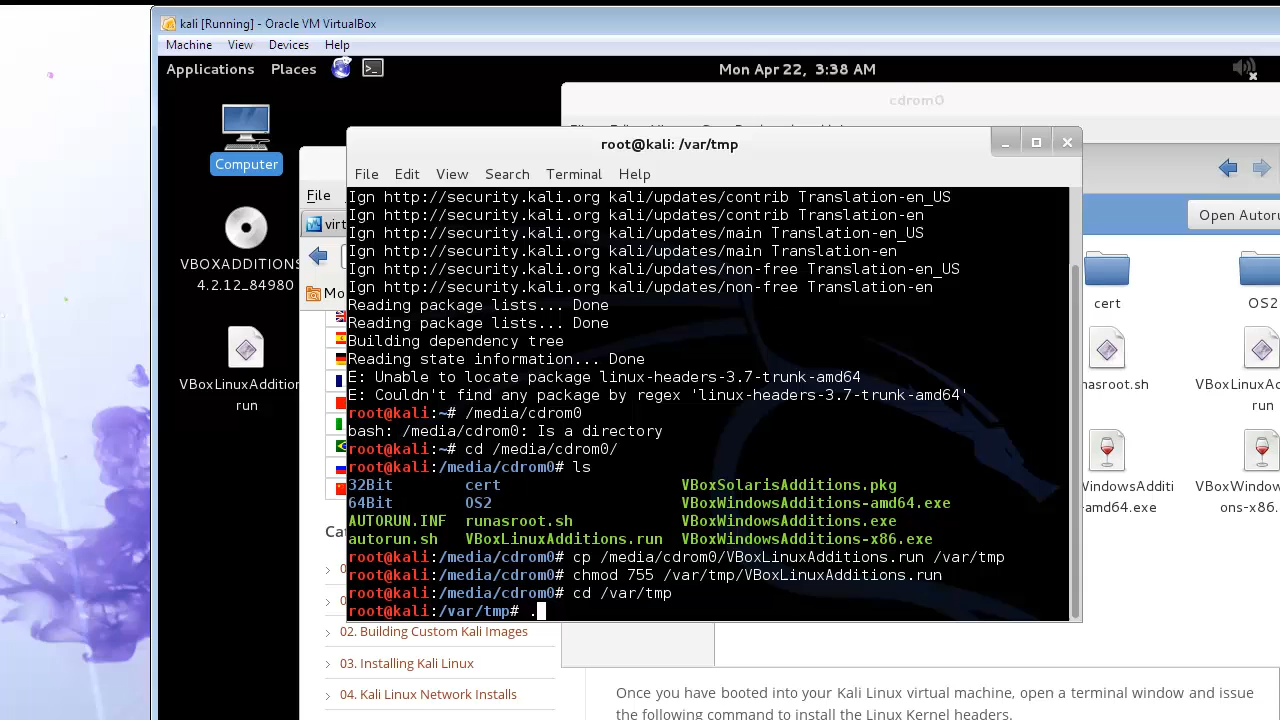 kali [Running] - Oracle VM VirtualBox
Machine View Devices Help
Applications Places Mon Apr 22, 3:38 AM
cdrom0
Computer
VBOXADDITIONS
4.2.12_84980
VBoxLinuxAddition
run
File
virt
Mo
root@kali: /var/tmp
File Edit View Search Terminal Help
Ign http://security.kali.org kali/updates/contrib Translation-en_US
Ign http://security.kali.org kali/updates/contrib Translation-en
Ign http://security.kali.org kali/updates/main Translation-en_US
Ign http://security.kali.org kali/updates/main Translation-en
Ign http://security.kali.org kali/updates/non-free Translation-en_US
Ign http://security.kali.org kali/updates/non-free Translation-en
Reading package lists... Done
Reading package lists... Done
Building dependency tree
Reading state information... Done
E: Unable to locate package linux-headers-3.7-trunk-amd64
E: Couldn't find any package by regex 'linux-headers-3.7-trunk-amd64'
root@kali:~# /media/cdrom0
bash: /media/cdrom0: Is a directory
root@kali:~# cd /media/cdrom0/
root@kali:/media/cdrom0# ls
32Bit cert VBoxSolarisAdditions.pkg
64Bit OS2 VBoxWindowsAdditions-amd64.exe
AUTORUN.INF runasroot.sh VBoxWindowsAdditions.exe
autorun.sh VBoxLinuxAdditions.run VBoxWindowsAdditions-x86.exe
root@kali:/media/cdrom0# cp /media/cdrom0/VBoxLinuxAdditions.run /var/tmp
root@kali:/media/cdrom0# chmod 755 /var/tmp/VBoxLinuxAdditions.run
root@kali:/media/cdrom0# cd /var/tmp
root@kali:/var/tmp# .
Open Autoru
cert OS2
nasroot.sh VBoxLinuxA
run
WindowsAdditi VBoxWindow
-amd64.exe ons-x86.
Cat
02. Building Custom Kali Images
03. Installing Kali Linux
04. Kali Linux Network Installs
Once you have booted into your Kali Linux virtual machine, open a terminal window and issue
the following command to install the Linux Kernel headers.